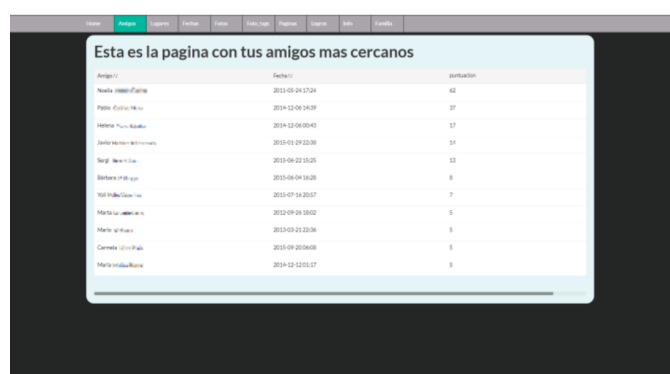 Home Amigos Lugares Fechas Fotos Foto_tags Paginas Logros Info Familia
Esta es la pagina con tus amigos mas cercanos
Amigo Fecha puntuacion
Noelia 2011-03-24 17:24 62
Pablo 2014-12-06 14:39 37
Helena 2014-12-06 00:43 17
Javier 2015-01-29 22:38 14
Sergi 2015-06-22 15:25 13
Bárbara 2015-06-04 16:28 8
Yoli 2015-07-16 20:57 7
Marta 2012-09-26 18:02 5
Mario 2013-03-21 22:36 5
Carmela 2015-09-20 06:08 5
María 2014-12-12 01:17 5